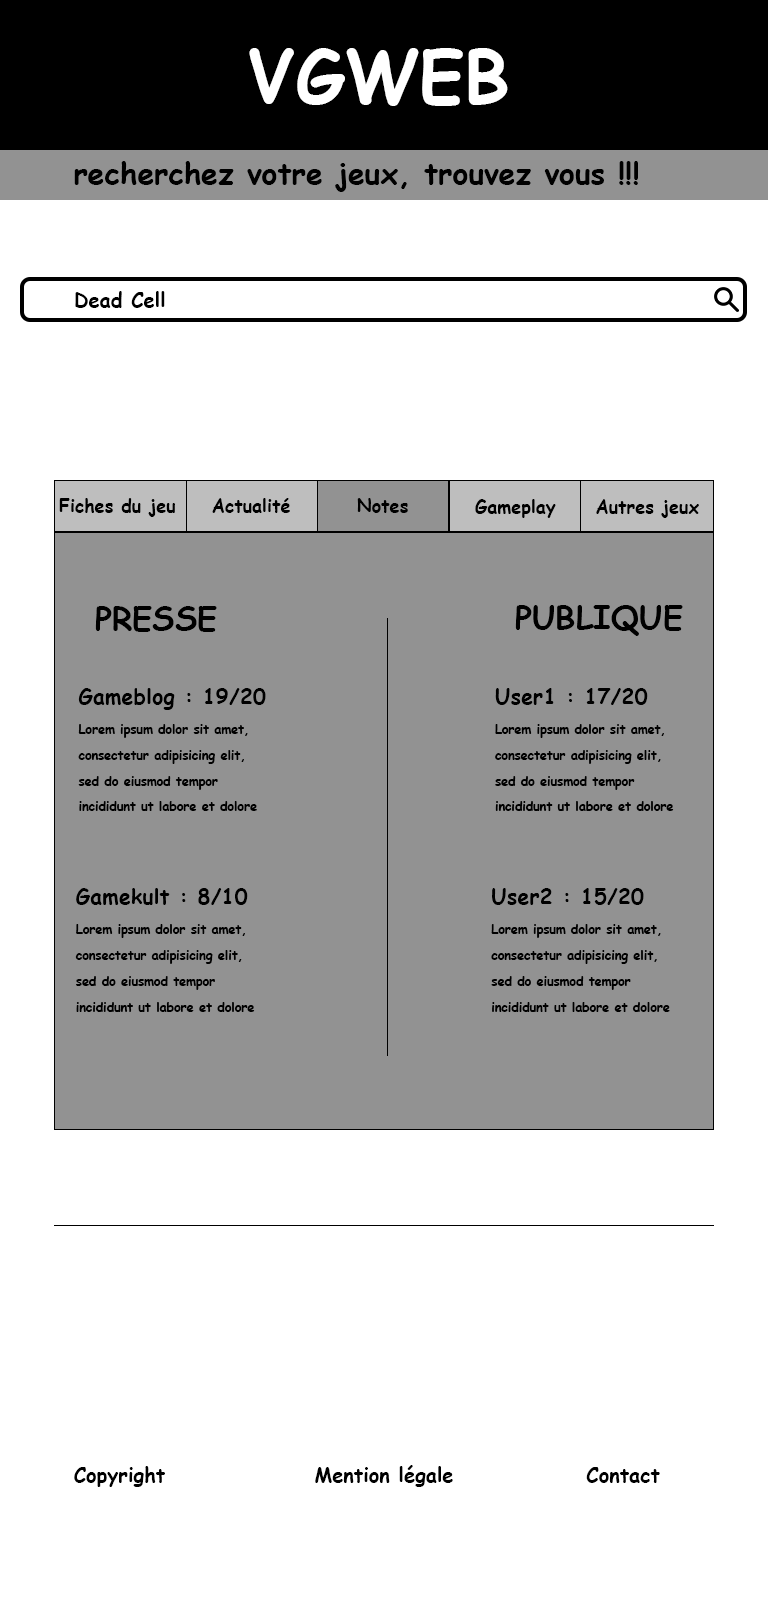 VGWEB
recherchez votre jeux, trouvez vous !!!
Dead Cell
Fiches du jeu
Actualité
Notes
Gameplay
Autres jeux
PRESSE
Gameblog : 19/20
Lorem ipsum dolor sit amet,
consectetur adipisicing elit,
sed do eiusmod tempor
incididunt ut labore et dolore
Gamekult : 8/10
Lorem ipsum dolor sit amet,
consectetur adipisicing elit,
sed do eiusmod tempor
incididunt ut labore et dolore
PUBLIQUE
User1 : 17/20
Lorem ipsum dolor sit amet,
consectetur adipisicing elit,
sed do eiusmod tempor
incididunt ut labore et dolore
User2 : 15/20
Lorem ipsum dolor sit amet,
consectetur adipisicing elit,
sed do eiusmod tempor
incididunt ut labore et dolore
Copyright
Mention légale
Contact